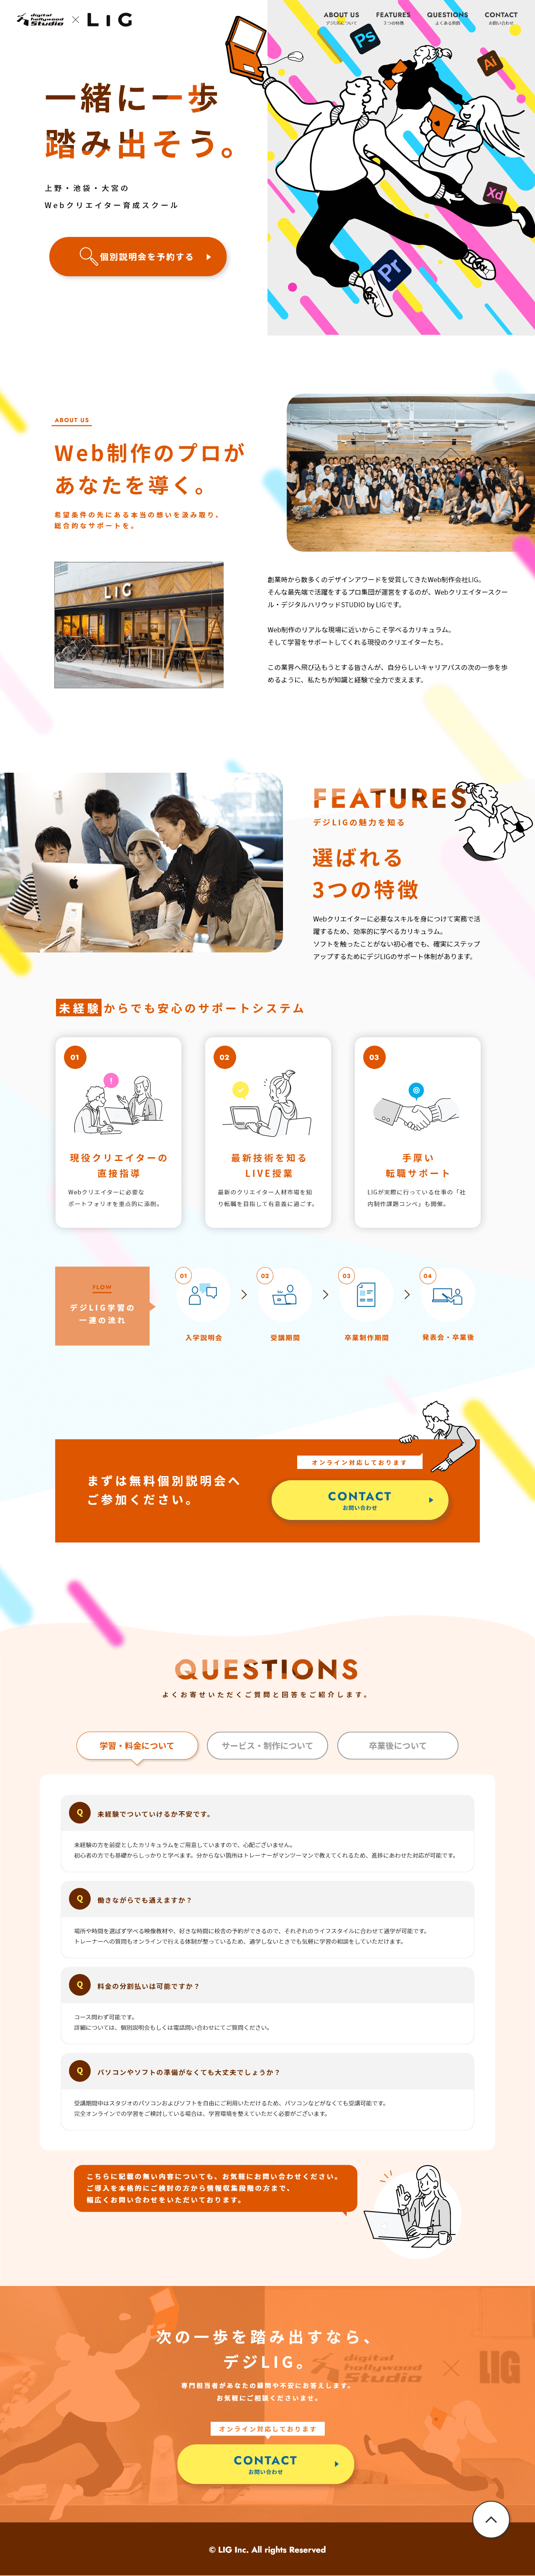 digital
hollywood
Studio
× LIG
ABOUT US
デジLIGについて
FEATURES
3つの特徴
QUESTIONS
よくある質問
CONTACT
お問い合わせ
Ps
Ai
Xd
Pr
一緒に一歩
踏み出そう。
上野・池袋・大宮の
Webクリエイター育成スクール
個別説明会を予約する
ABOUT US
Web制作のプロが
あなたを導く。
希望条件の先にある本当の想いを汲み取り、
総合的なサポートを。
LIG
創業時から数多くのデザインアワードを受賞してきたWeb制作会社LIG。
そんな最先端で活躍をするプロ集団が運営をするのが、Webクリエイタースクー
ル・デジタルハリウッドSTUDIO by LIGです。
Web制作のリアルな現場に近いからこそ学べるカリキュラム。
そして学習をサポートしてくれる現役のクリエイターたち。
この業界へ飛び込もうとする皆さんが、自分らしいキャリアパスの次の一歩を歩
めるように、私たちが知識と経験で全力で支えます。
FEATURES
デジLIGの魅力を知る
選ばれる
3つの特徴
Webクリエイターに必要なスキルを身につけて実務で活
躍するため、効率的に学べるカリキュラム。
ソフトを触ったことがない初心者でも、確実にステップ
アップするためにデジLIGのサポート体制があります。
未経験からでも安心のサポートシステム
01
現役クリエイターの
直接指導
Webクリエイターに必要な
ポートフォリオを重点的に添削。
02
最新技術を知る
LIVE授業
最新のクリエイター人材市場を知
り転職を目指して有意義に過ごす。
03
手厚い
転職サポート
LIGが実際に行っている仕事の「社
内制作課題コンペ」も開催。
FLOW
デジLIG学習の
一連の流れ
01
入学説明会
02
受講期間
03
卒業制作期間
04
発表会・卒業後
まずは無料個別説明会へ
ご参加ください。
オンライン対応しております
CONTACT
お問い合わせ
QUESTIONS
よくお寄せいただくご質問と回答をご紹介します。
学習・料金について
サービス・制作について
卒業後について
Q 未経験でついていけるか不安です。
未経験の方を前提としたカリキュラムをご用意していますので、心配ございません。
初心者の方でも基礎からしっかりと学べます。分からない箇所はトレーナーがマンツーマンで教えてくれるため、進捗にあわせた対応が可能です。
Q 働きながらでも通えますか？
場所や時間を選ばず学べる映像教材や、好きな時間に校舎の予約ができるので、それぞれのライフスタイルに合わせて通学が可能です。
トレーナーへの質問もオンラインで行える体制が整っているため、通学しないときでも気軽に学習の相談をしていただけます。
Q 料金の分割払いは可能ですか？
コース問わず可能です。
詳細については、個別説明会もしくは電話問い合わせにてご質問ください。
Q パソコンやソフトの準備がなくても大丈夫でしょうか？
受講期間中はスタジオのパソコンおよびソフトを自由にご利用いただけるため、パソコンなどがなくても受講可能です。
完全オンラインでの学習をご検討している場合は、学習環境を整えていただく必要がございます。
こちらに記載の無い内容についても、お気軽にお問い合わせください。
ご導入を本格的にご検討の方から情報収集段階の方まで、
幅広くお問い合わせをいただいております。
次の一歩を踏み出すなら、
デジLIG。
digital
hollywood
Studio
× LIG
専門担当者があなたの疑問や不安にお答えします。
お気軽にご相談くださいませ。
オンライン対応しております
CONTACT
お問い合わせ
© LIG Inc. All rights Reserved